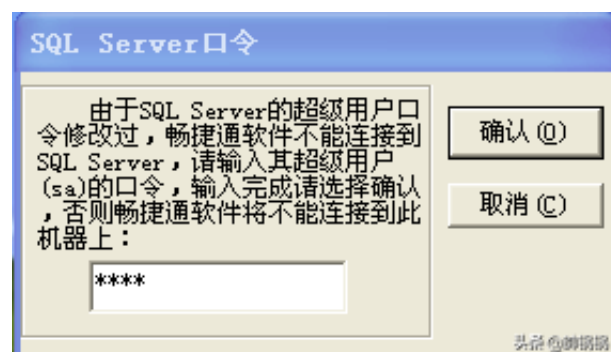 SQL Server口令
由于SQL Server的超级用户口
令修改过，畅捷通软件不能连接到
SQL Server，请输入其超级用户
(sa)的口令，输入完成请选择确认
，否则畅捷通软件将不能连接到此
机器上：
****
确认(O)
取消(C)